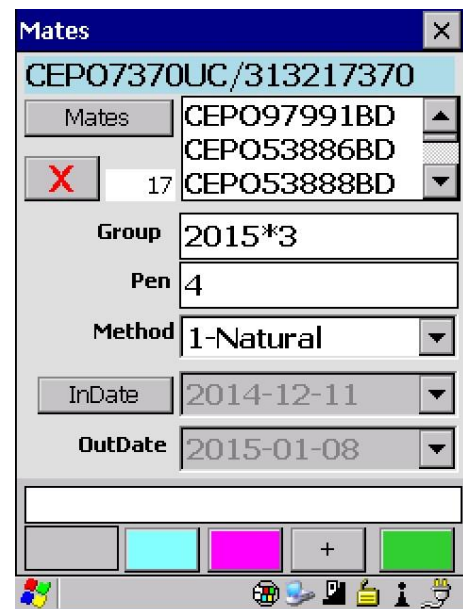 Mates
CEPO7370UC/313217370
Mates
CEPO97991BD
CEPO53886BD
X
17
CEPO53888BD
Group
2015*3
Pen
4
Method
1-Natural
InDate
2014-12-11
OutDate
2015-01-08
+